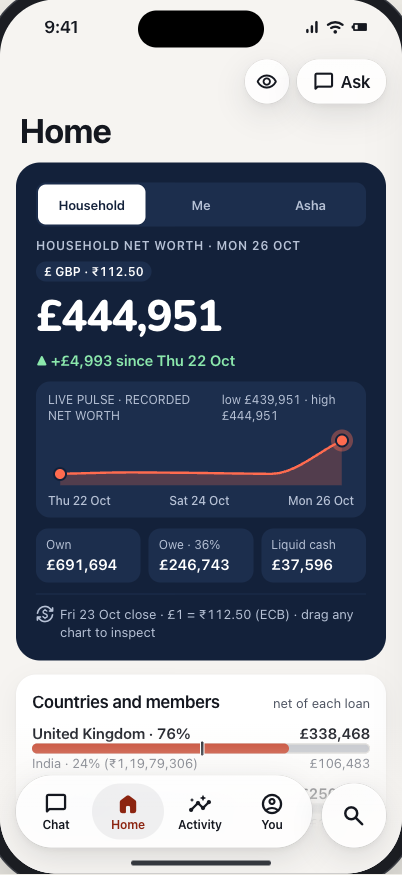 9:41
Ask
Home
Household Me Asha
HOUSEHOLD NET WORTH · MON 26 OCT
£ GBP · ₹112.50
£444,951
▲ +£4,993 since Thu 22 Oct
LIVE PULSE · RECORDED NET WORTH
low £439,951 · high £444,951
Thu 22 Oct Sat 24 Oct Mon 26 Oct
Own Owe · 36% Liquid cash
£691,694 £246,743 £37,596
Fri 23 Oct close · £1 = ₹112.50 (ECB) · drag any
chart to inspect
Countries and members net of each loan
United Kingdom · 76% £338,468
India · 24% (₹1,19,79,306) £106,483
Chat Home Activity You